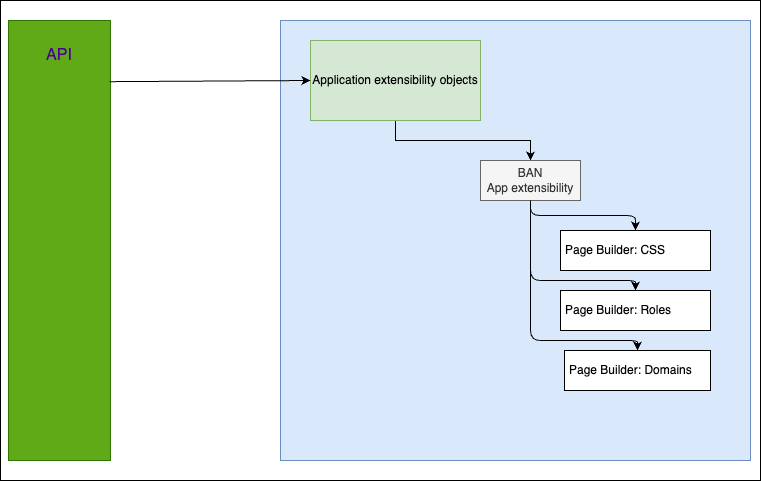 API
Application extensibility objects
BAN
App extensibility
Page Builder: CSS
Page Builder: Roles
Page Builder: Domains